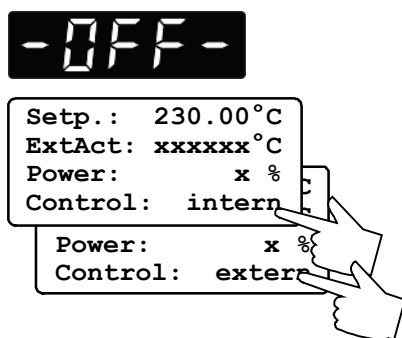 -OFF-
Setp.: 230.00°C
ExtAct: xxxxxx°C
Power: x %
Control: intern
C
Power: x %
Control: extern